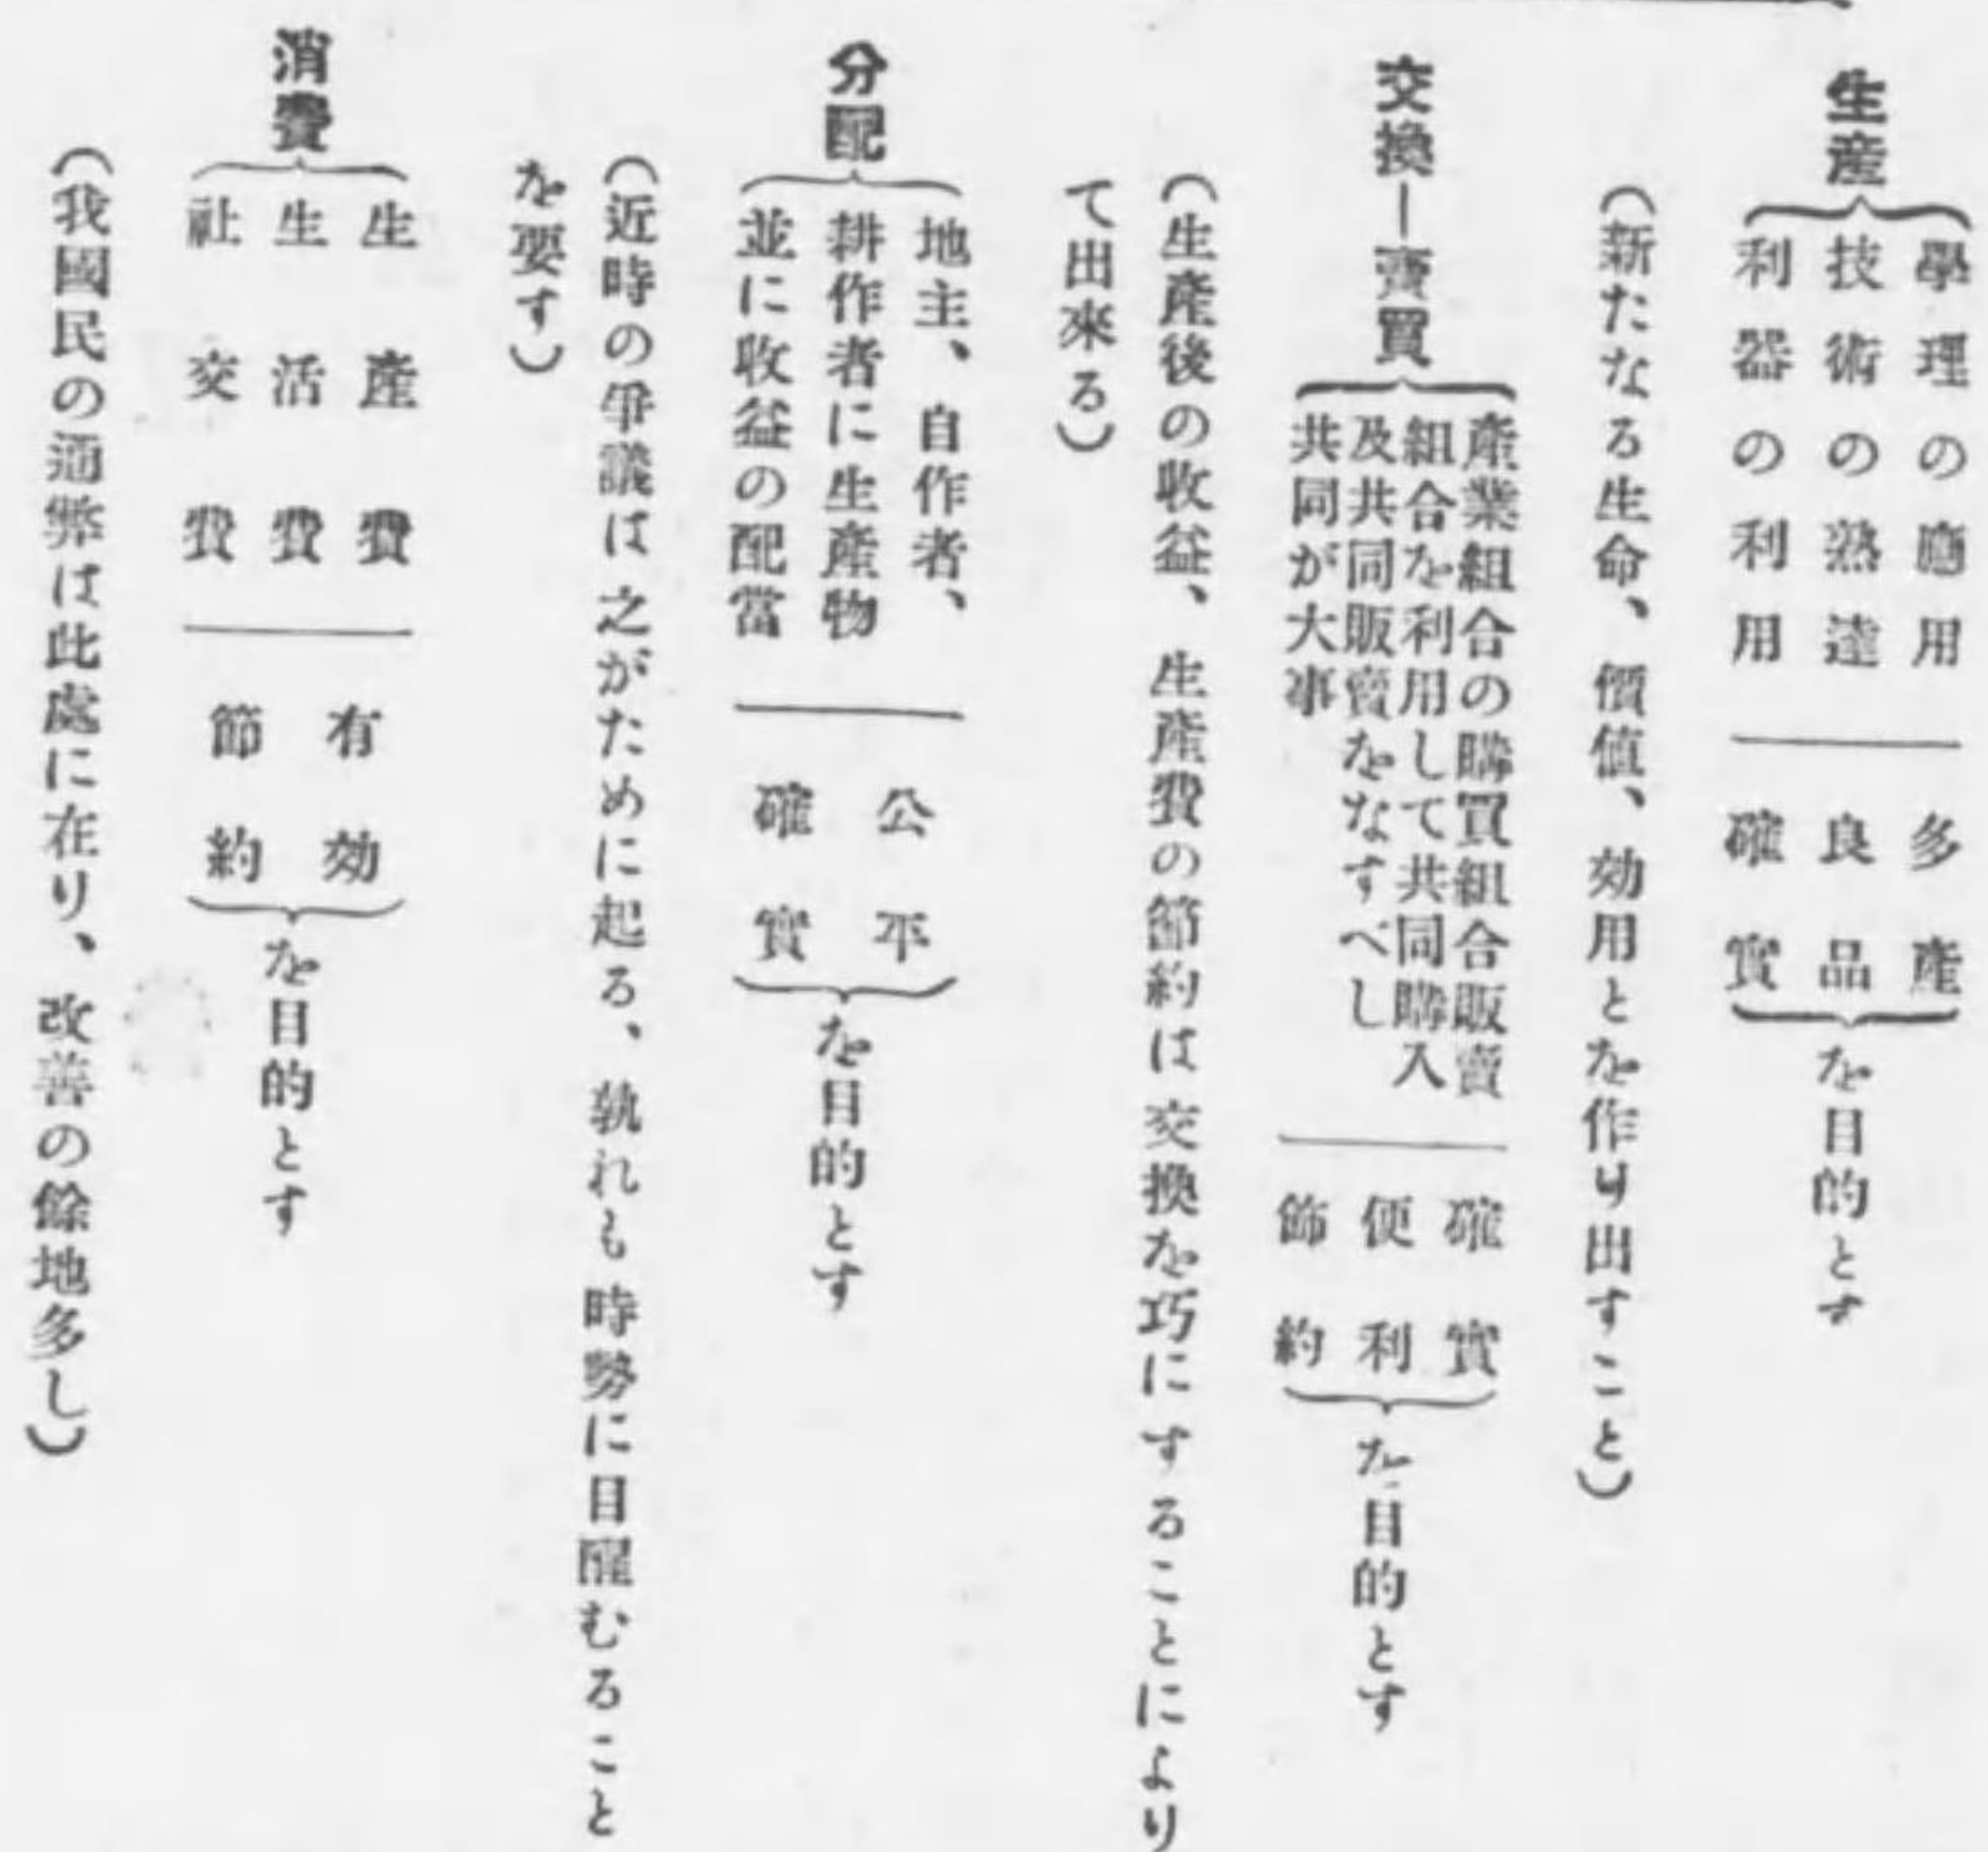 生産
學理の應用
技術の熟達
利器の利用
多產
良品
確實
を目的とす
(新たなる生命、價値、効用とを作り出すこと)
交換―賣買
產業組合の購買組合販賣
組合を利用して共同購入
及共同販賣をなすべし
共同が大事
確實
便利
節約
を目的とす
(生產後の收益、生產費の節約は交換を巧にすることにより
て出來る)
分配
地主、自作者、
耕作者に生產物
並に收益の配當
公平
確實
を目的とす
(近時の爭議は之がために起る、孰れも時勢に目醒むること
を要す)
消費
生產費
生活費
社交費
有効
節約
を目的とす
(我國民の通弊は此處に在り、改善の餘地多し)